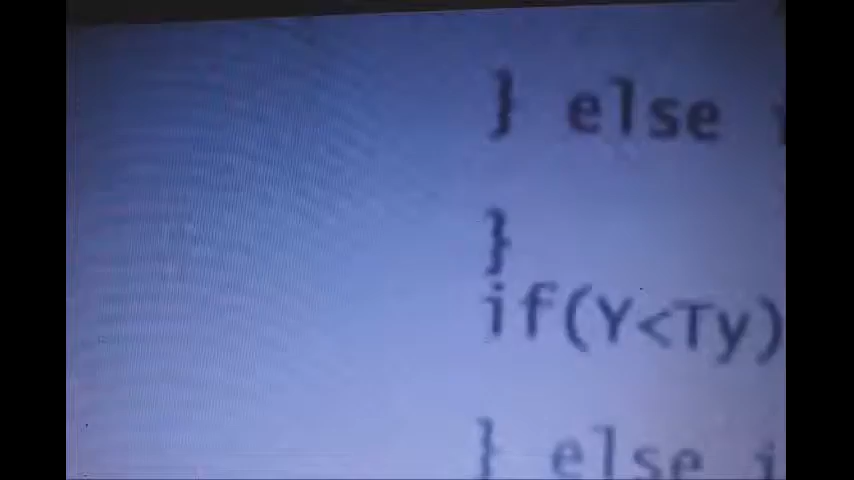 } else i
}
if(Y<Ty)
} else i